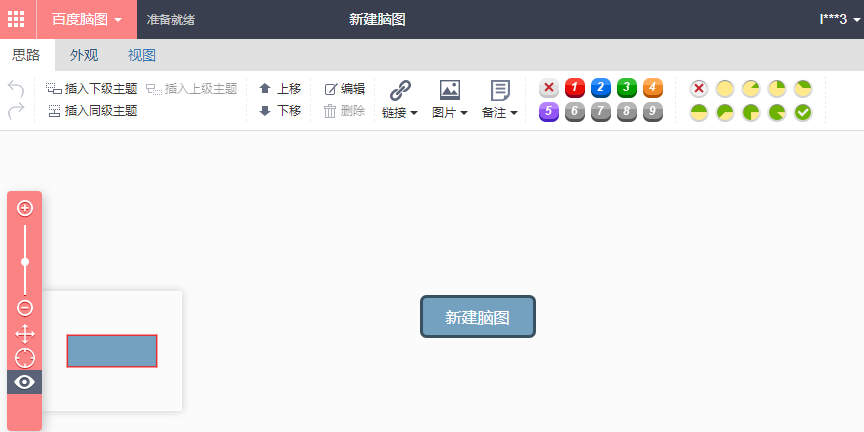 百度脑图 准备就绪 新建脑图 l***3
思路 外观 视图
插入下级主题 插入上级主题 上移 编辑
插入同级主题 下移 删除
链接 图片 备注
1 2 3 4
5 6 7 8 9
新建脑图